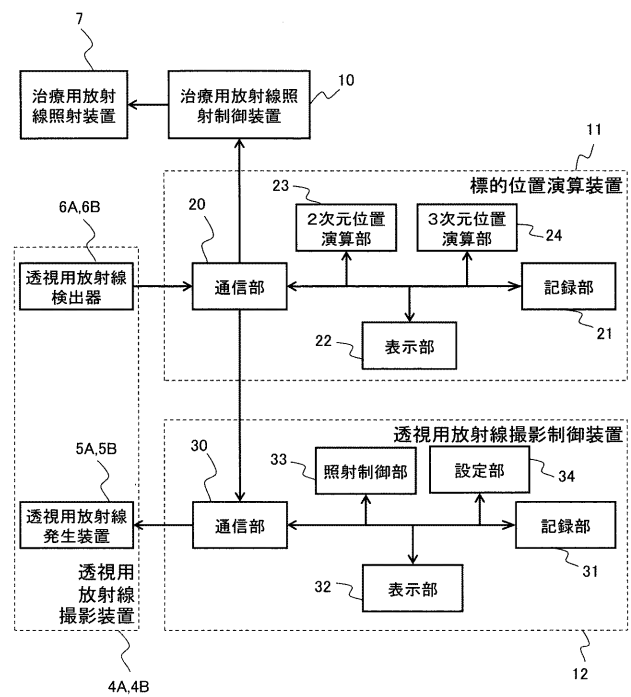 7
治療用放射
線照射装置
10
治療用放射線照
射制御装置
11
標的位置演算装置
6A,6B
20
23
2次元位置
演算部
3次元位置
演算部
24
透視用放射線
検出器
通信部
記録部
21
22
表示部
透視用放射線撮影制御装置
5A,5B
30
33
照射制御部
設定部
34
透視用放射線
発生装置
通信部
記録部
31
透視用
放射線
撮影装置
32
表示部
4A,4B
12